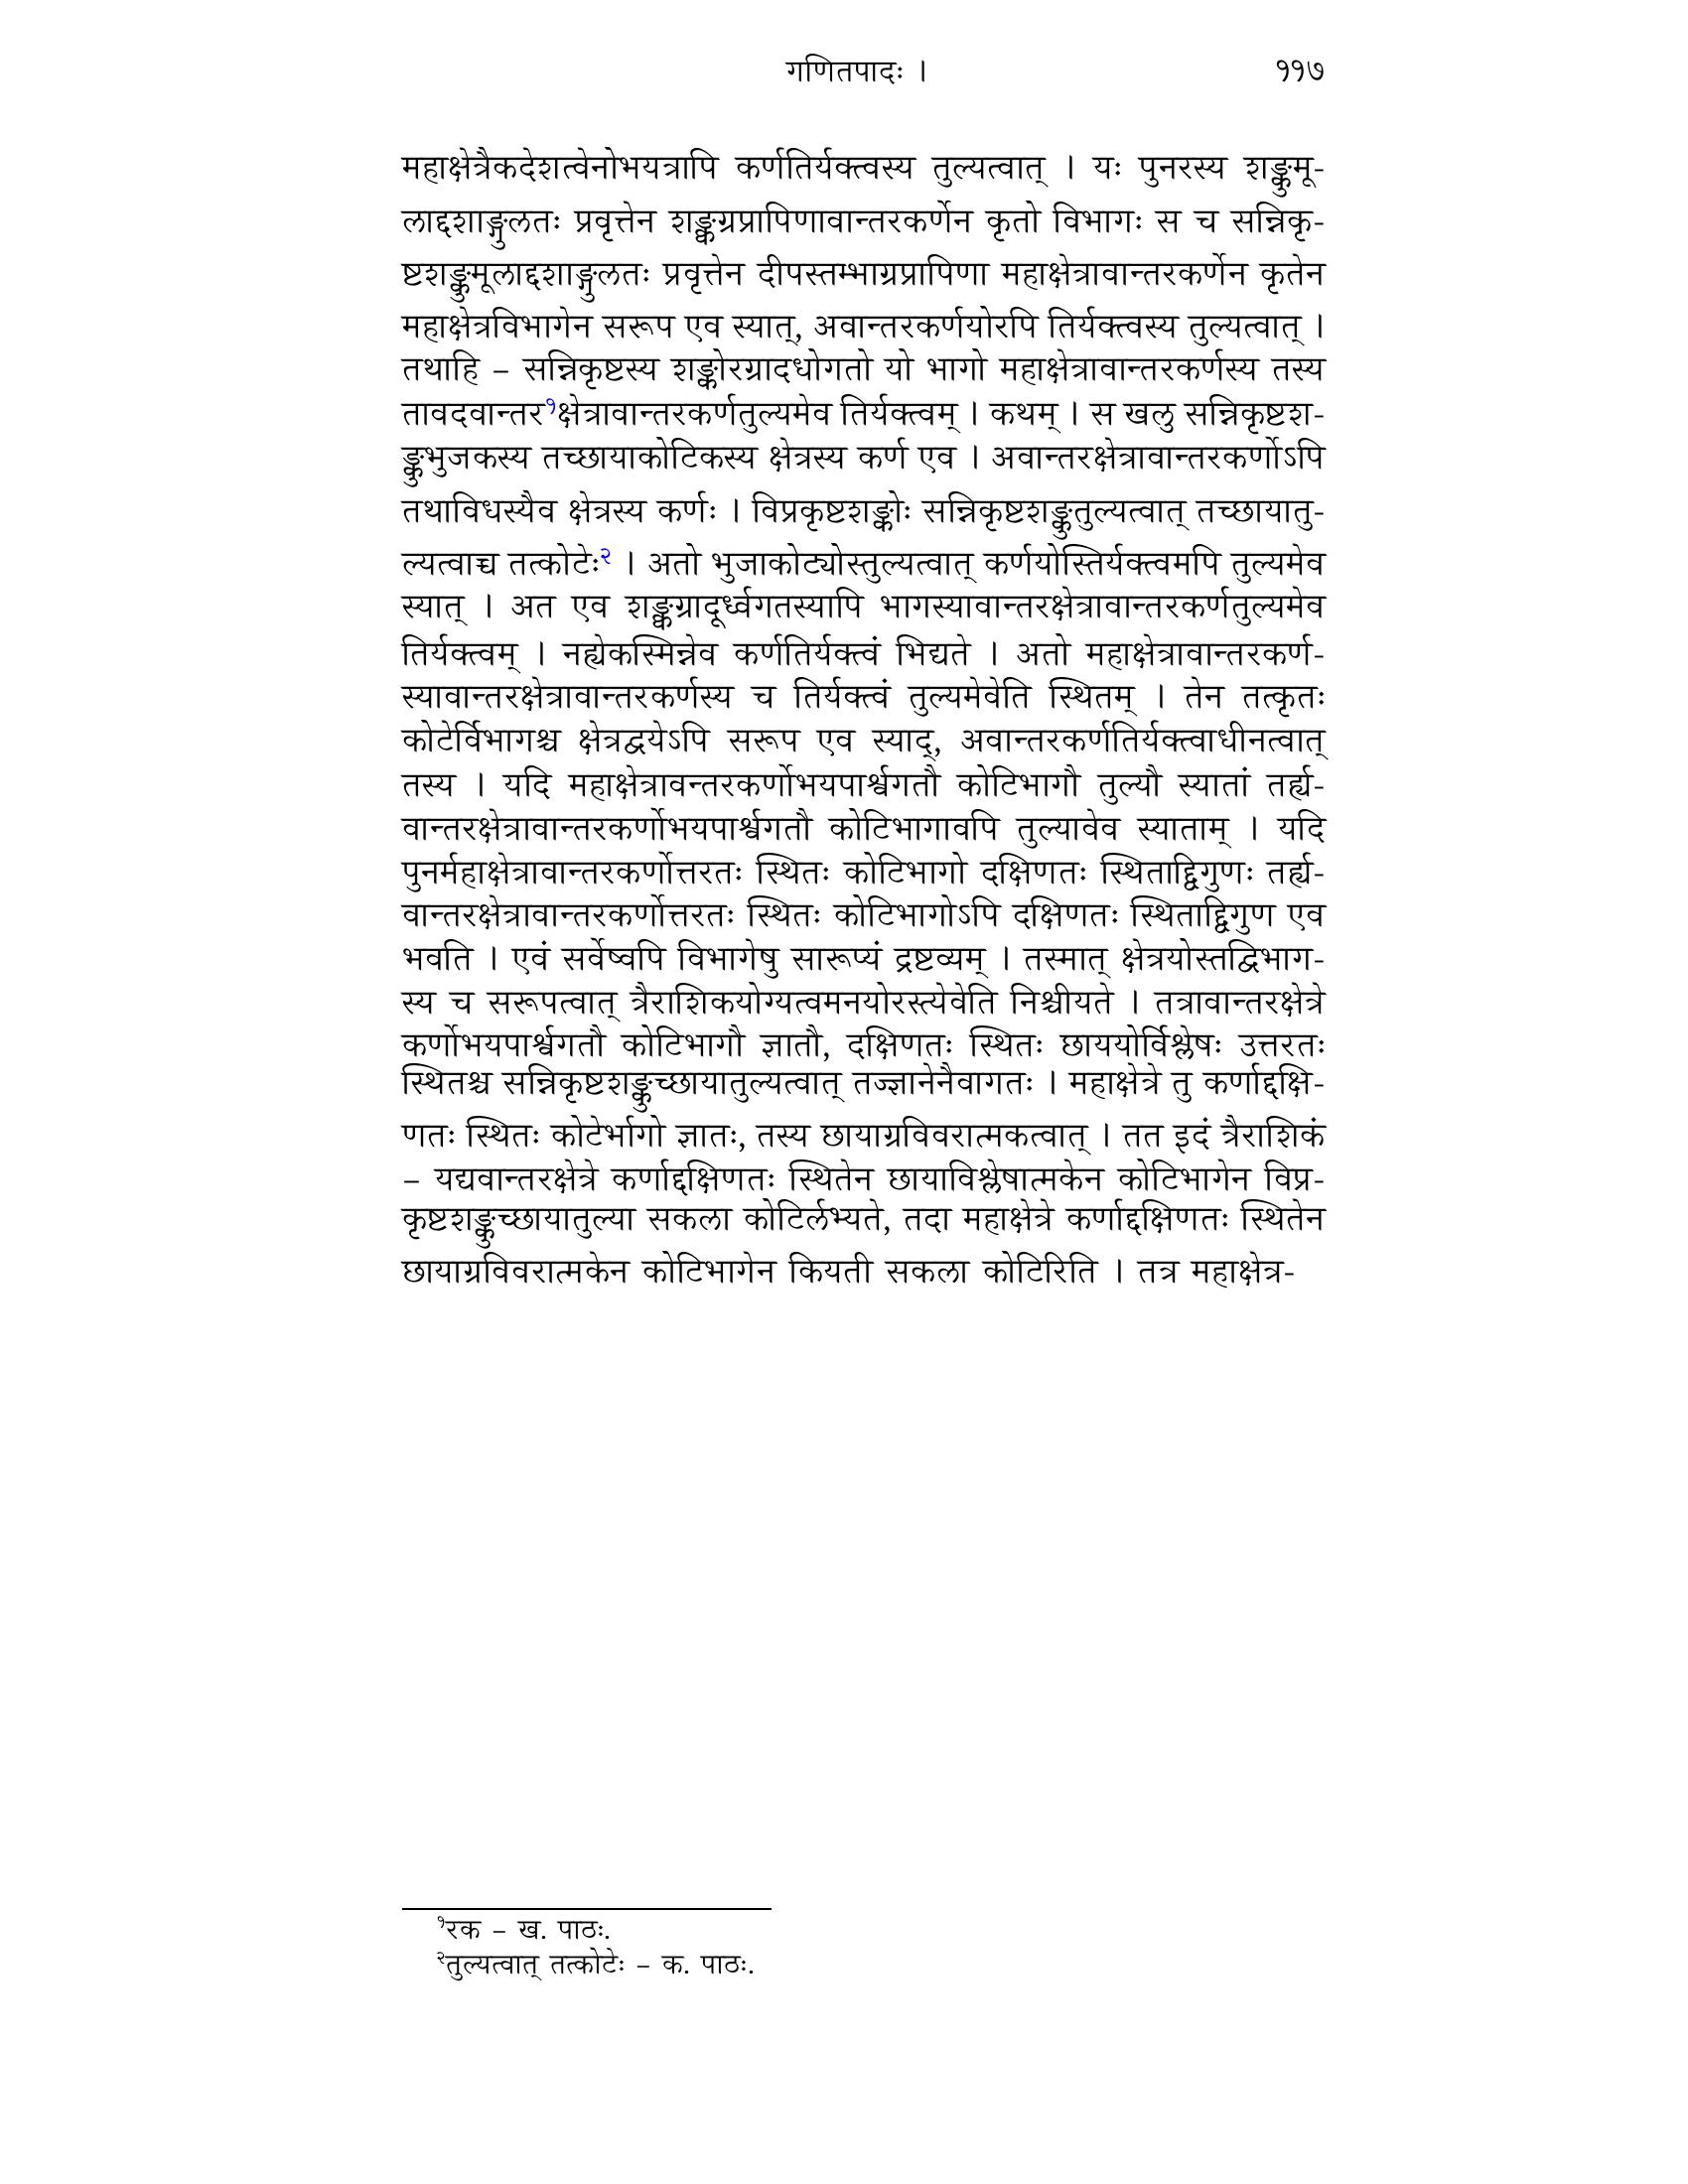 गणितपादः । ११७
महाक्षेत्रैकदेशत्वेनोभयत्रापि कर्णतिर्यक्त्वस्य तुल्यत्वात् । यः पुनरस्य शङ्कुमू-
लाद्दशाङ्गुलतः प्रवृत्तेन शङ्क्वग्रप्रापिणावान्तरकर्णेन कृतो विभागः स च सन्निकृ-
ष्टशङ्कुमूलाद्दशाङ्गुलतः प्रवृत्तेन दीपस्तम्भाग्रप्रापिणा महाक्षेत्रावान्तरकर्णेन कृतेन
महाक्षेत्रविभागेन सरूप एव स्यात्, अवान्तरकर्णयोरपि तिर्यक्त्वस्य तुल्यत्वात् ।
तथाहि – सन्निकृष्टस्य शङ्कोरग्रादधोगतो यो भागो महाक्षेत्रावान्तरकर्णस्य तस्य
तावदवान्तर१क्षेत्रावान्तरकर्णतुल्यमेव तिर्यक्त्वम् । कथम् । स खलु सन्निकृष्टश-
ङ्कुभुजकस्य तच्छायाकोटिकस्य क्षेत्रस्य कर्ण एव । अवान्तरक्षेत्रावान्तरकर्णोऽपि
तथाविधस्यैव क्षेत्रस्य कर्णः । विप्रकृष्टशङ्कोः सन्निकृष्टशङ्कुतुल्यत्वात् तच्छायातु-
ल्यत्वाच्च तत्कोटेः२ । अतो भुजाकोट्योस्तुल्यत्वात् कर्णयोस्तिर्यक्त्वमपि तुल्यमेव
स्यात् । अत एव शङ्क्वग्रादूर्ध्वगतस्यापि भागस्यावान्तरक्षेत्रावान्तरकर्णतुल्यमेव
तिर्यक्त्वम् । नह्येकस्मिन्नेव कर्णतिर्यक्त्वं भिद्यते । अतो महाक्षेत्रावान्तरकर्ण-
स्यावान्तरक्षेत्रावान्तरकर्णस्य च तिर्यक्त्वं तुल्यमेवेति स्थितम् । तेन तत्कृतः
कोटेर्विभागश्च क्षेत्रद्वयेऽपि सरूप एव स्याद्, अवान्तरकर्णतिर्यक्त्वाधीनत्वात्
तस्य । यदि महाक्षेत्रावन्तरकर्णोभयपार्श्वगतौ कोटिभागौ तुल्यौ स्यातां तर्ह्य-
वान्तरक्षेत्रावान्तरकर्णोभयपार्श्वगतौ कोटिभागावपि तुल्यावेव स्याताम् । यदि
पुनर्महाक्षेत्रावान्तरकर्णोत्तरतः स्थितः कोटिभागो दक्षिणतः स्थिताद्द्विगुणः तर्ह्य-
वान्तरक्षेत्रावान्तरकर्णोत्तरतः स्थितः कोटिभागोऽपि दक्षिणतः स्थिताद्द्विगुण एव
भवति । एवं सर्वेष्वपि विभागेषु सारूप्यं द्रष्टव्यम् । तस्मात् क्षेत्रयोस्तद्विभाग-
स्य च सरूपत्वात् त्रैराशिकयोग्यत्वमनयोरस्त्येवेति निश्चीयते । तत्रावान्तरक्षेत्रे
कर्णोभयपार्श्वगतौ कोटिभागौ ज्ञातौ, दक्षिणतः स्थितः छाययोर्विश्लेषः उत्तरतः
स्थितश्च सन्निकृष्टशङ्कुच्छायातुल्यत्वात् तज्ज्ञानेनैवागतः । महाक्षेत्रे तु कर्णाद्दक्षि-
णतः स्थितः कोटेर्भागो ज्ञातः, तस्य छायाग्रविवरात्मकत्वात् । तत इदं त्रैराशिकं
– यद्यवान्तरक्षेत्रे कर्णाद्दक्षिणतः स्थितेन छायाविश्लेषात्मकेन कोटिभागेन विप्र-
कृष्टशङ्कुच्छायातुल्या सकला कोटिर्लभ्यते, तदा महाक्षेत्रे कर्णाद्दक्षिणतः स्थितेन
छायाग्रविवरात्मकेन कोटिभागेन कियती सकला कोटिरिति । तत्र महाक्षेत्र-
१रक – ख. पाठः.
२तुल्यत्वात् तत्कोटेः – क. पाठः.